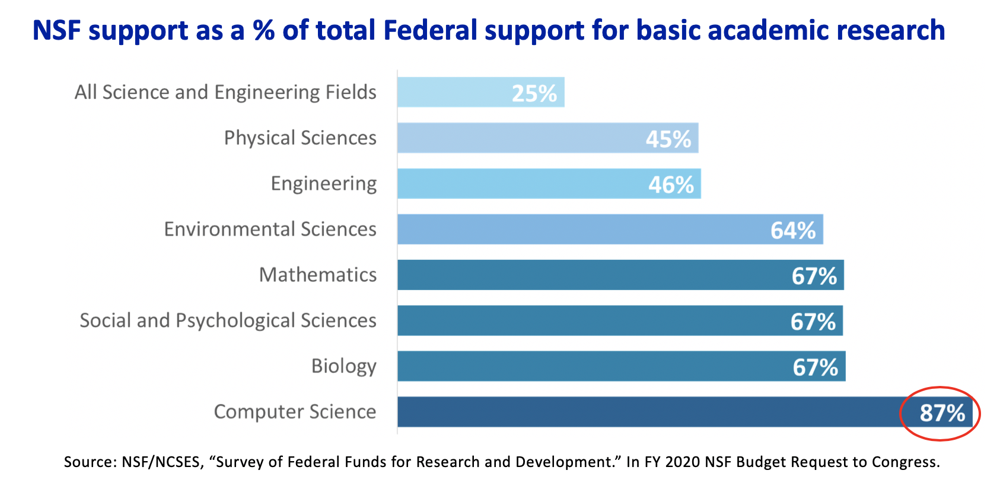 NSF support as a % of total Federal support for basic academic research
All Science and Engineering Fields 25%
Physical Sciences 45%
Engineering 46%
Environmental Sciences 64%
Mathematics 67%
Social and Psychological Sciences 67%
Biology 67%
Computer Science 87%
Source: NSF/NCSES, “Survey of Federal Funds for Research and Development.” In FY 2020 NSF Budget Request to Congress.